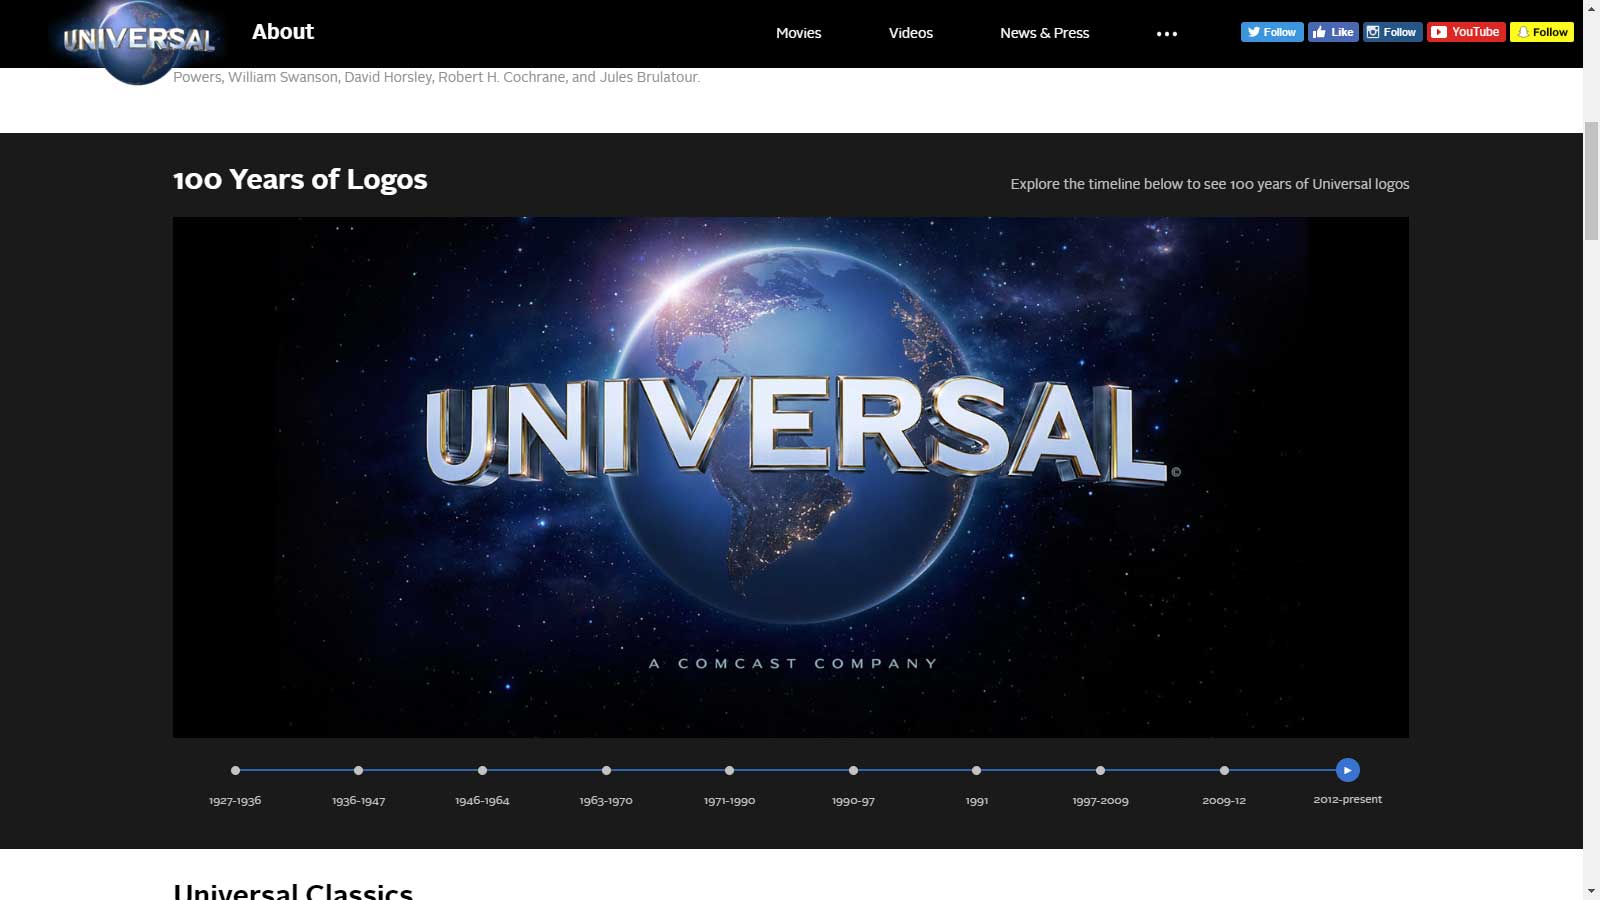 UNIVERSAL
About
Movies
Videos
News & Press
Follow
Like
Follow
YouTube
Follow
Powers, William Swanson, David Horsley, Robert H. Cochrane, and Jules Brulatour.
100 Years of Logos
Explore the timeline below to see 100 years of Universal logos
UNIVERSAL©
A COMCAST COMPANY
1927-1936
1936-1947
1946-1964
1963-1970
1971-1990
1990-97
1991
1997-2009
2009-12
2012-present
Universal Classics